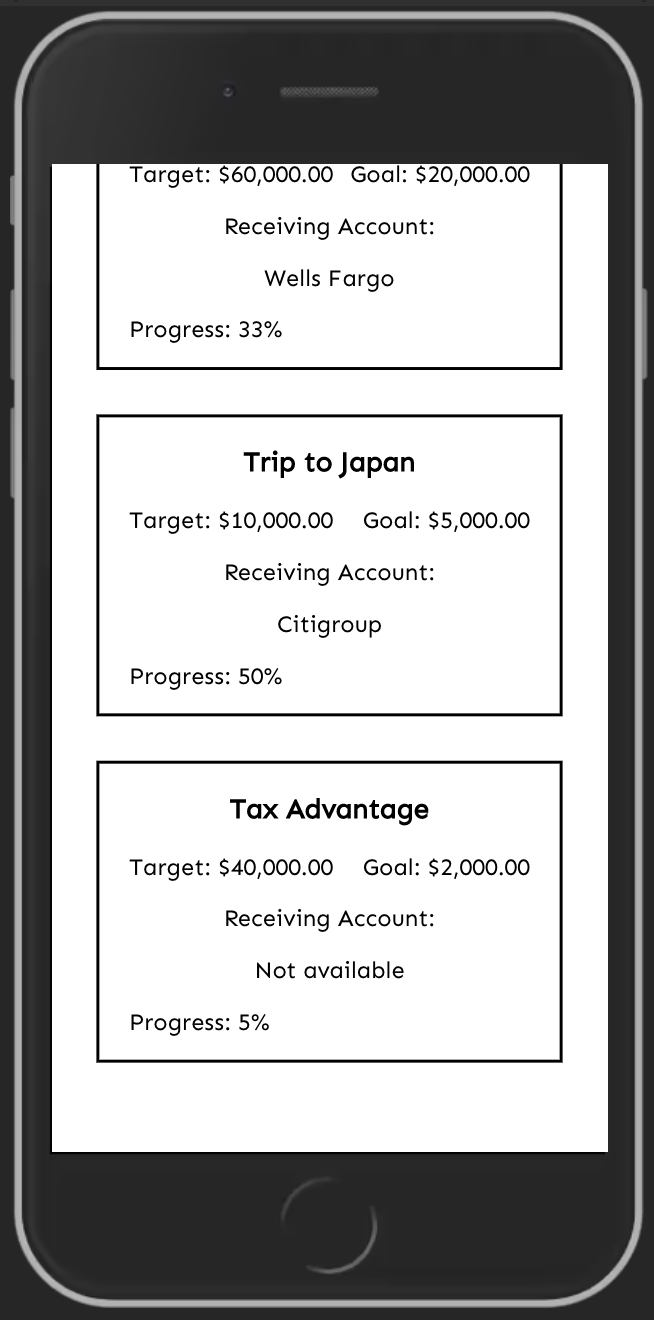 Target: $60,000.00 Goal: $20,000.00
Receiving Account:
Wells Fargo
Progress: 33%
Trip to Japan
Target: $10,000.00 Goal: $5,000.00
Receiving Account:
Citigroup
Progress: 50%
Tax Advantage
Target: $40,000.00 Goal: $2,000.00
Receiving Account:
Not available
Progress: 5%